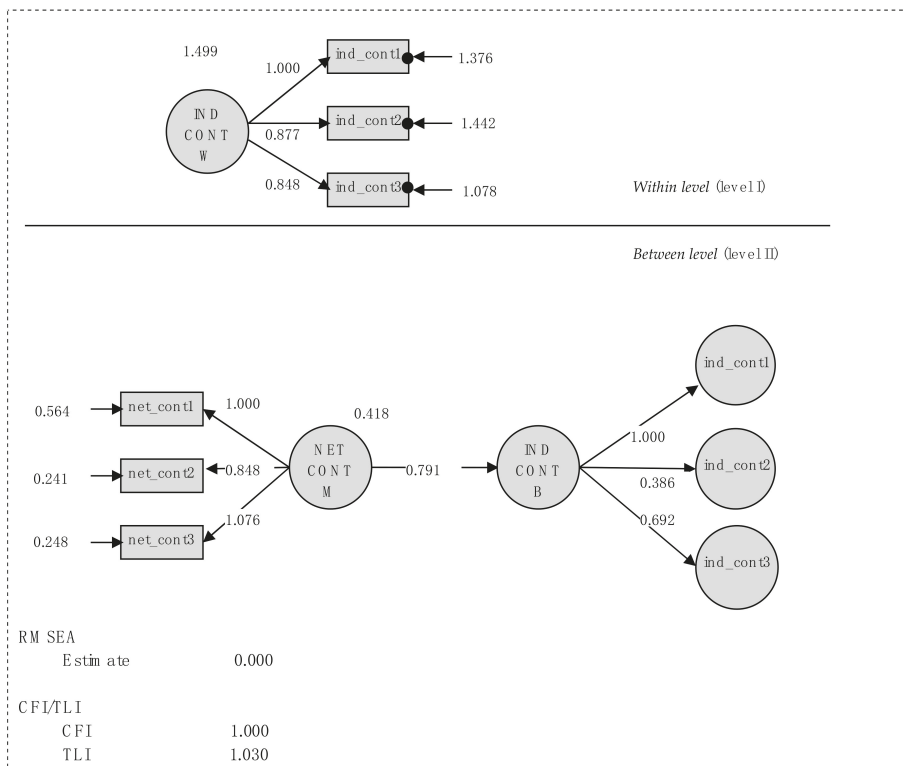 1.499
ind_cont1
1.376
1.000
IND
CONT
W
ind_cont2
1.442
0.877
0.848
ind_cont3
1.078
Within level (level I)
Between level (level II)
ind_cont1
net_cont1
1.000
0.564
0.418
1.000
NET
CONT
M
IND
CONT
B
net_cont2
0.848
0.791
ind_cont2
0.241
0.386
1.076
0.692
net_cont3
0.248
ind_cont3
RMSEA
Estimate 0.000
CFI/TLI
CFI 1.000
TLI 1.030